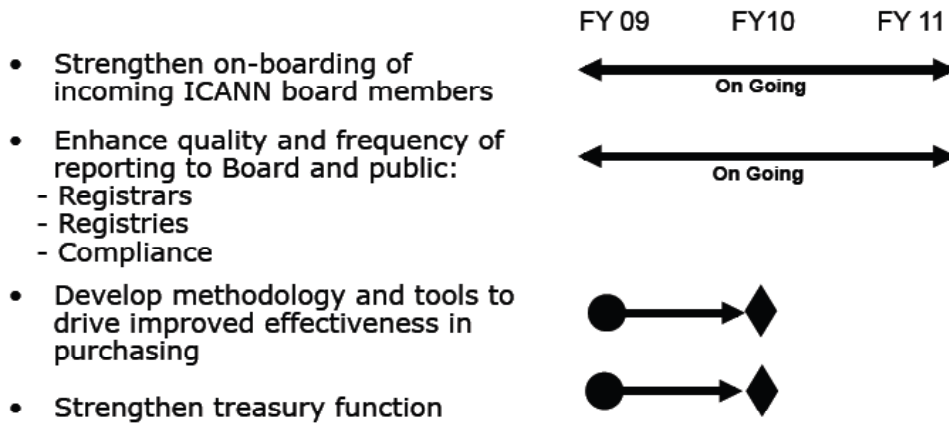 FY 09 FY10 FY 11
• Strengthen on-boarding of
incoming ICANN board members
On Going
• Enhance quality and frequency of
reporting to Board and public:
On Going
- Registrars
- Registries
- Compliance
• Develop methodology and tools to
drive improved effectiveness in
purchasing
• Strengthen treasury function